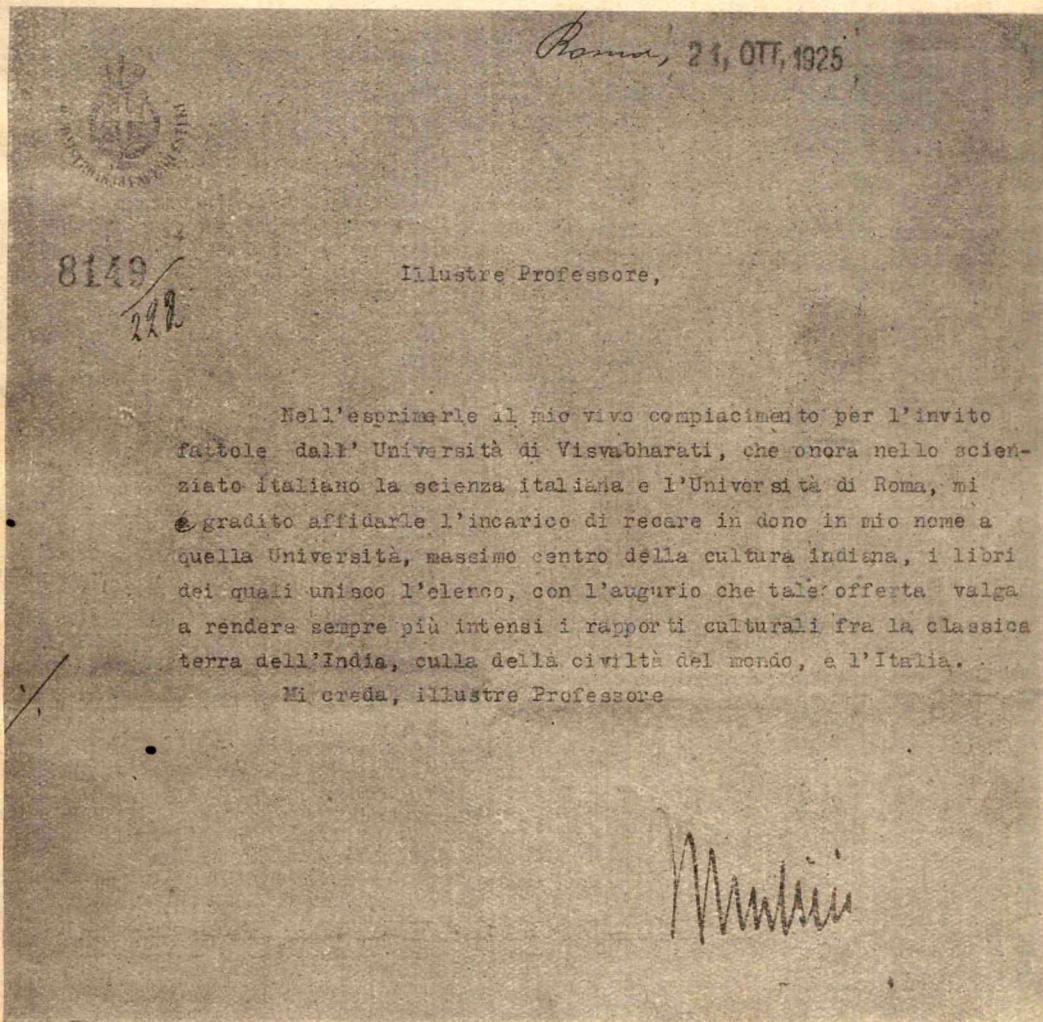 Roma, 21, OTT, 1925
8149/228
Illustre Professore,
Nell'esprimerle il mio vivo compiacimento per l'invito
fattole dall' Università di Visvabharati, che onora nello scien-
ziato italiano la scienza italiana e l'Università di Roma, mi
è gradito affidarle l'incarico di recare in dono in mio nome a
quella Università, massimo centro della cultura indiana, i libri
dei quali unisco l'elenco, con l'augurio che tale offerta valga
a rendere sempre più intensi i rapporti culturali fra la classica
terra dell'India, culla della civiltà del mondo, e l'Italia.
Mi creda, illustre Professore